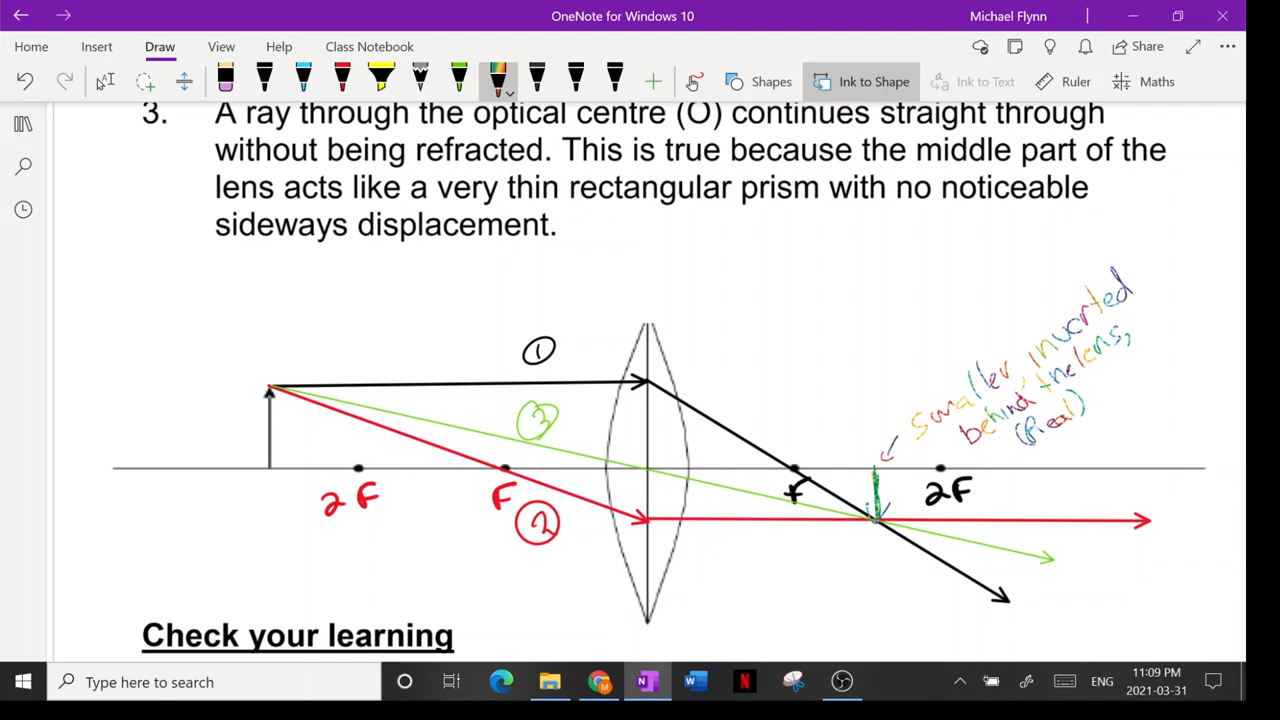 OneNote for Windows 10
Michael Flynn
Home Insert Draw View Help Class Notebook
Share
Shapes
Ink to Shape
Ink to Text
Ruler
Maths
3. A ray through the optical centre (O) continues straight through
without being refracted. This is true because the middle part of the
lens acts like a very thin rectangular prism with no noticeable
sideways displacement.
1
3
smaller, inverted
behind the lens,
(Real)
2F
F
2
F
2F
Check your learning
Type here to search
ENG
11:09 PM
2021-03-31